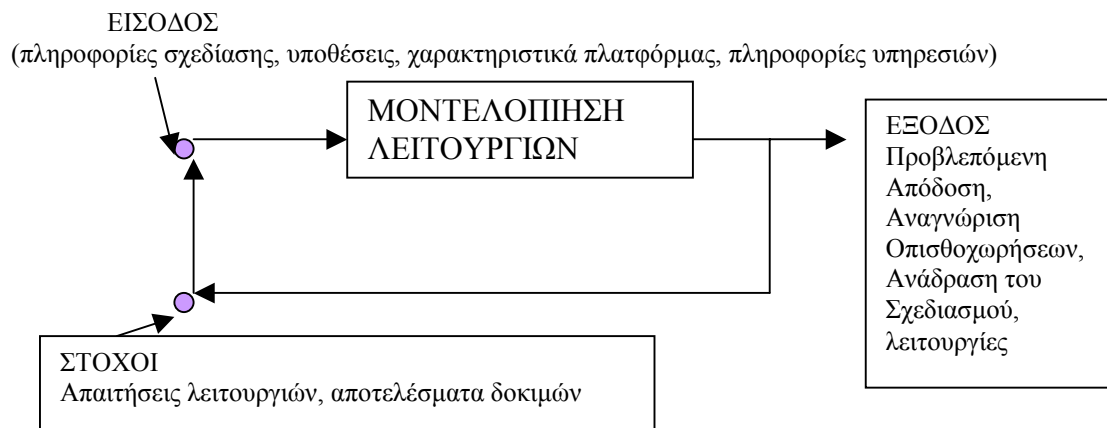 ΕΙΣΟΔΟΣ
(πληροφορίες σχεδίασης, υποθέσεις, χαρακτηριστικά πλατφόρμας, πληροφορίες υπηρεσιών)
ΜΟΝΤΕΛΟΠΙΗΣΗ
ΛΕΙΤΟΥΡΓΙΩΝ
ΕΞΟΔΟΣ
Προβλεπόμενη
Απόδοση,
Αναγνώριση
Οπισθοχωρήσεων,
Ανάδραση του
Σχεδιασμού,
λειτουργίες
ΣΤΟΧΟΙ
Απαιτήσεις λειτουργιών, αποτελέσματα δοκιμών